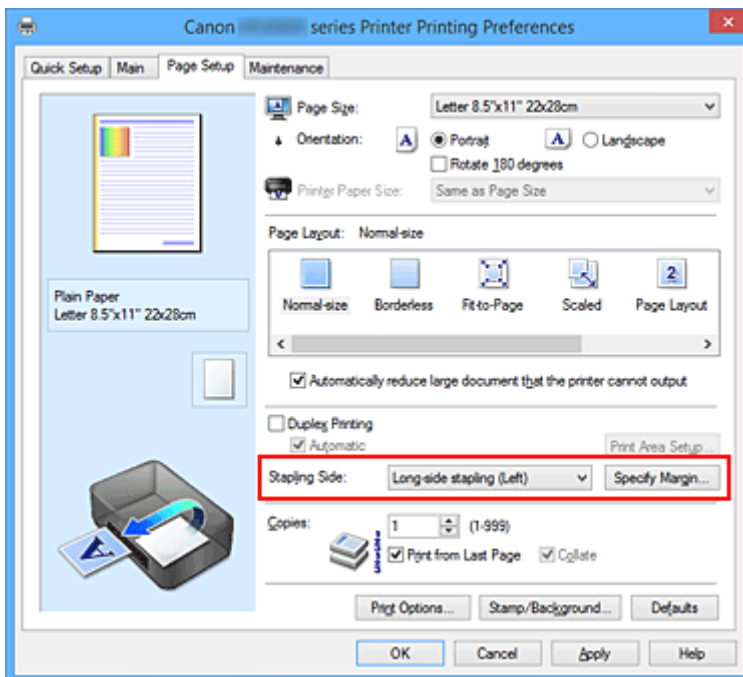 Canon series Printer Printing Preferences
Quick Setup Main Page Setup Maintenance
Page Size: Letter 8.5"x11" 22x28cm
Orientation: A Portrait A Landscape
Rotate 180 degrees
Printer Paper Size: Same as Page Size
Page Layout: Normal-size
2
Normal-size Borderless Fit-to-Page Scaled Page Layout
Plain Paper
Letter 8.5"x11" 22x28cm
Automatically reduce large document that the printer cannot output
Duplex Printing
Automatic Print Area Setup...
Stapling Side: Long-side stapling (Left) Specify Margin...
Copies: 1 (1-999)
Print from Last Page Collate
A
Print Options... Stamp/Background... Defaults
OK Cancel Apply Help